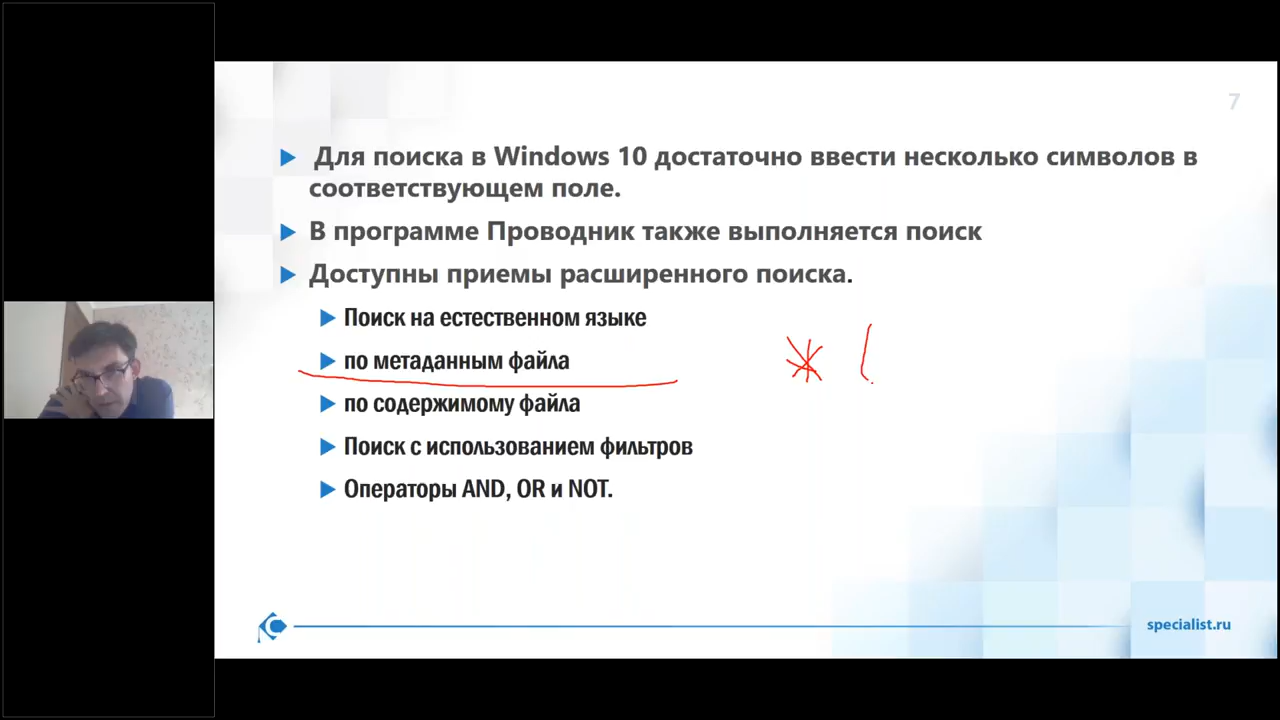 7
Для поиска в Windows 10 достаточно ввести несколько символов в
соответствующем поле.
В программе Проводник также выполняется поиск
Доступны приемы расширенного поиска.
Поиск на естественном языке
по метаданным файла
* (
по содержимому файла
Поиск с использованием фильтров
Операторы AND, OR и NOT.
specialist.ru